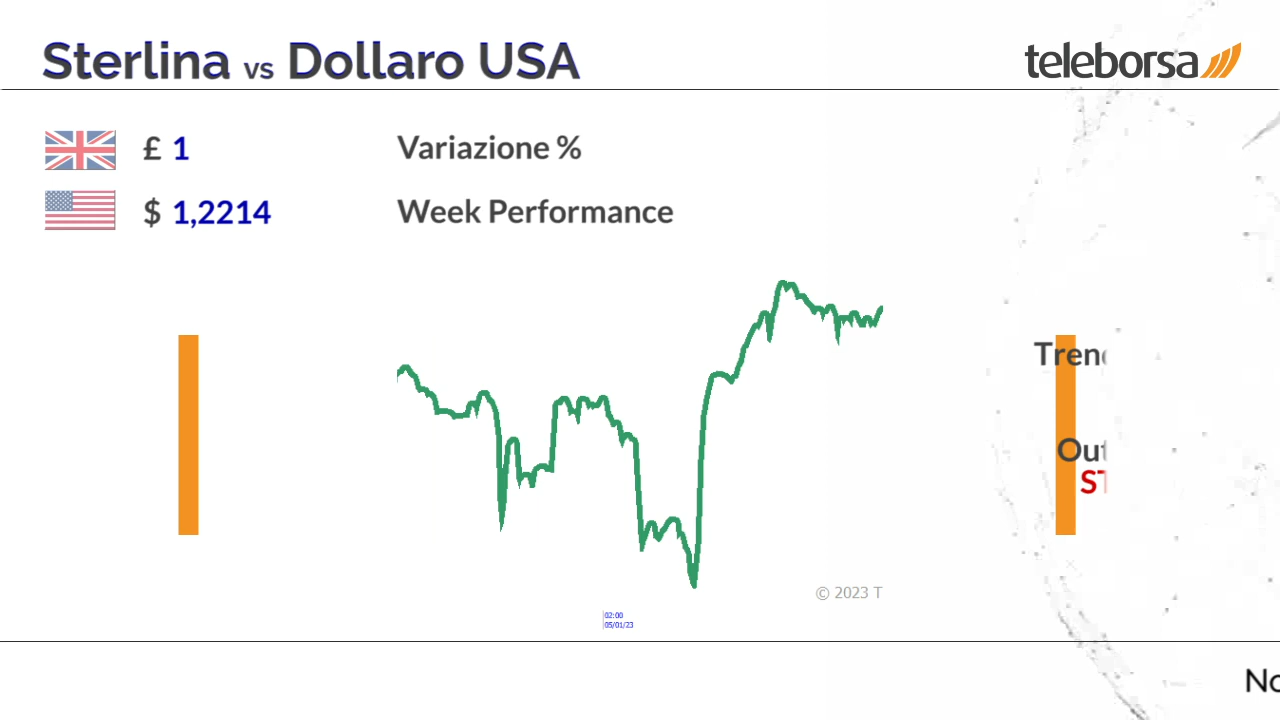 Sterlina vs Dollaro USA
teleborsa
£ 1
Variazione %
$ 1,2214
Week Performance
© 2023 T
02:00
05/01/23